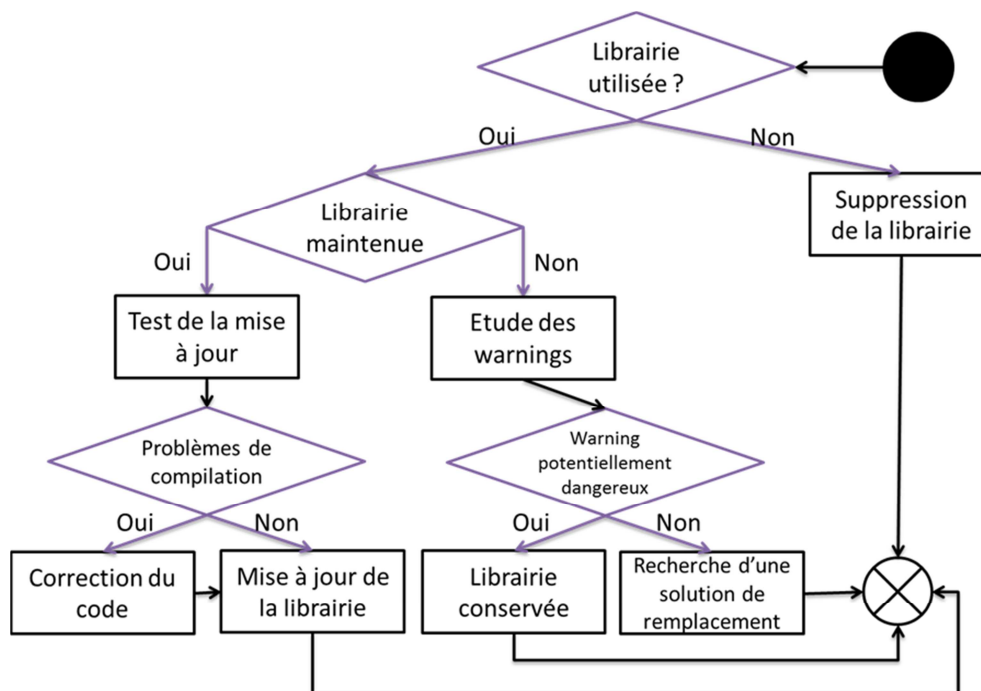 Librairie
utilisée ?
Oui
Non
Librairie
maintenue
Suppression
de la librairie
Oui
Non
Test de la mise
à jour
Etude des
warnings
Problèmes de
compilation
Warning
potentiellement
dangereux
Oui
Non
Oui
Non
Correction du
code
Mise à jour de
la librairie
Librairie
conservée
Recherche d'une
solution de
remplacement